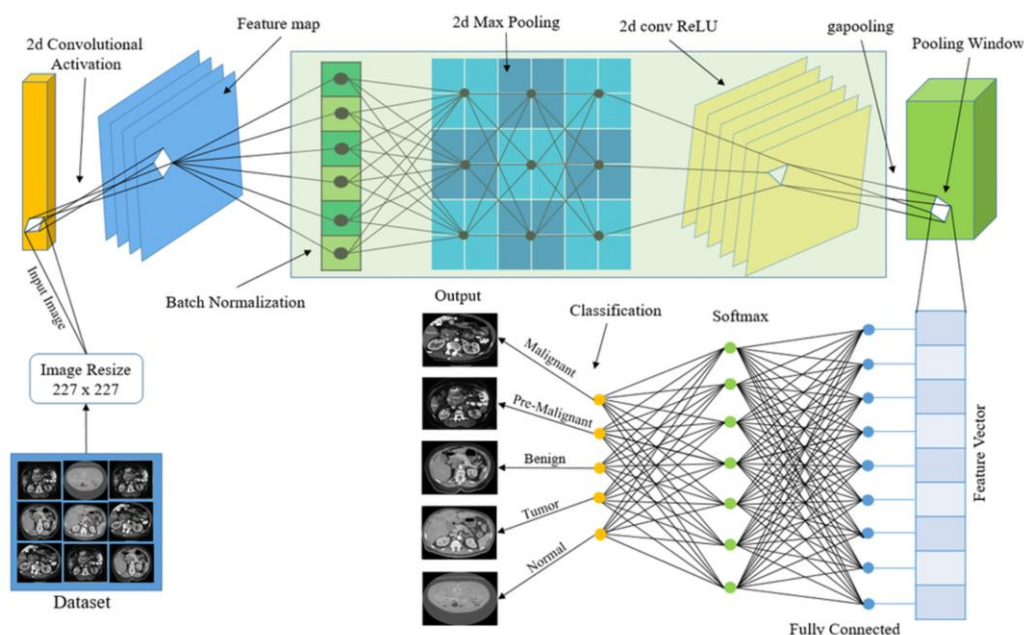 2d Convolutional
Activation
Feature map
2d Max Pooling
2d conv ReLU
gapooling
Pooling Window
Input Image
Batch Normalization
Image Resize
227 x 227
Dataset
Output
Classification
Softmax
Malignant
Pre-Malignant
Benign
Tumor
Normal
Feature Vector
Fully Connected